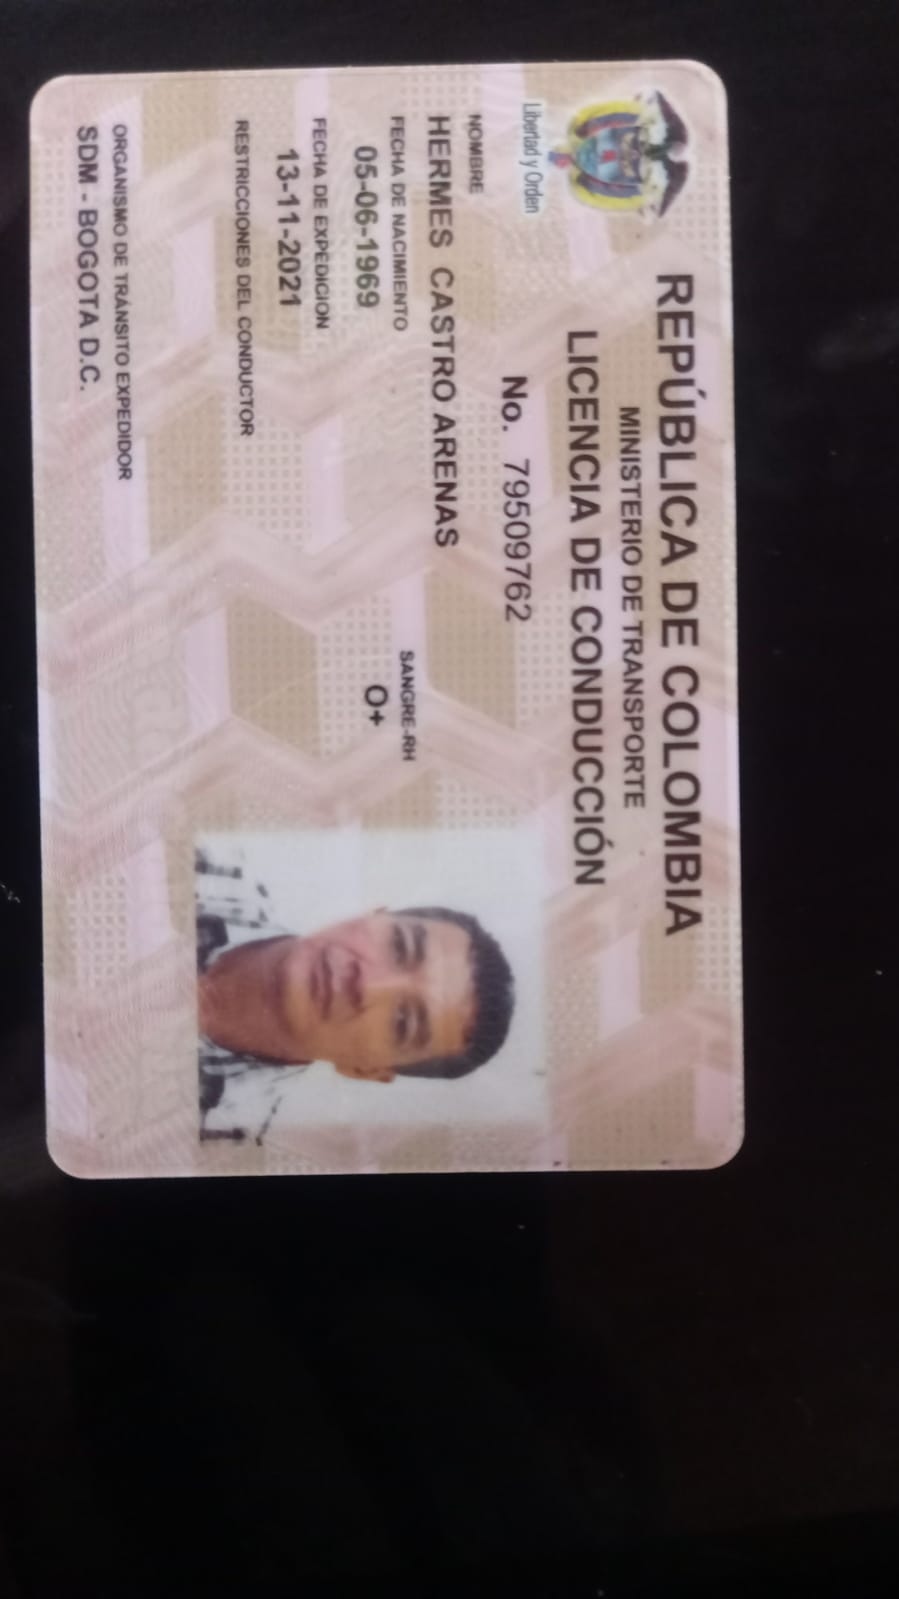 REPÚBLICA DE COLOMBIA
MINISTERIO DE TRANSPORTE
LICENCIA DE CONDUCCIÓN
Libertad y Orden
No. 79509762
NOMBRE
HERMES CASTRO ARENAS
FECHA DE NACIMIENTO
05-06-1969
SANGRE-RH
O+
FECHA DE EXPEDICION
13-11-2021
RESTRICCIONES DEL CONDUCTOR
ORGANISMO DE TRÁNSITO EXPEDIDOR
SDM - BOGOTA D.C.